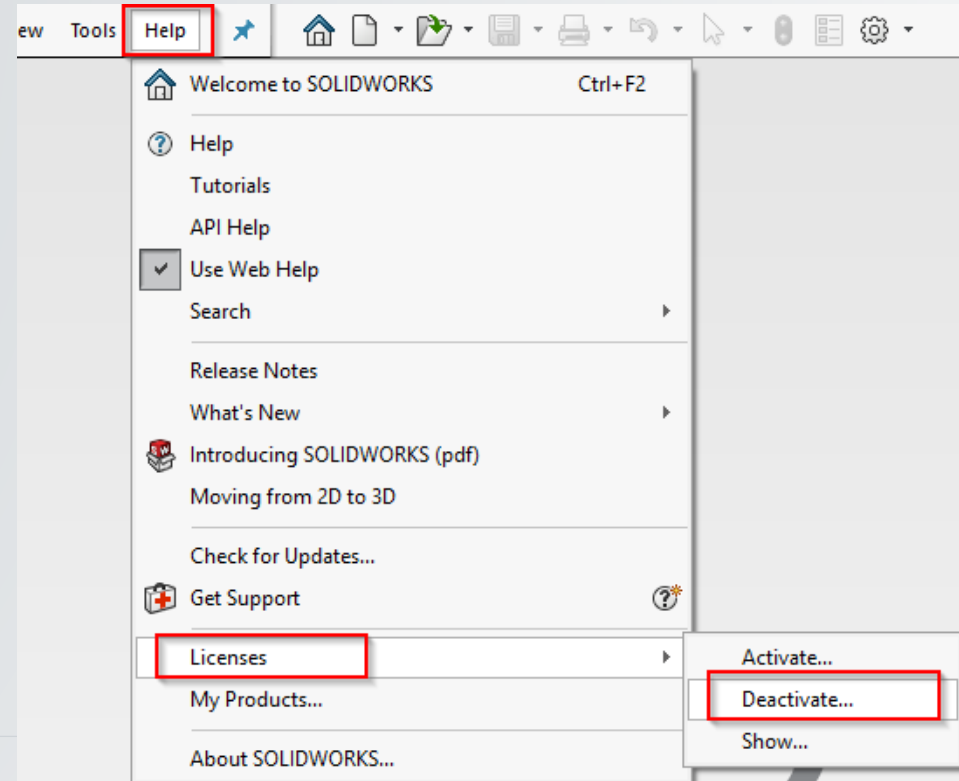 ew Tools Help
Welcome to SOLIDWORKS Ctrl+F2
Help
Tutorials
API Help
Use Web Help
Search
Release Notes
What's New
Introducing SOLIDWORKS (pdf)
Moving from 2D to 3D
Check for Updates...
Get Support
Licenses Activate...
My Products... Deactivate...
Show...
About SOLIDWORKS...